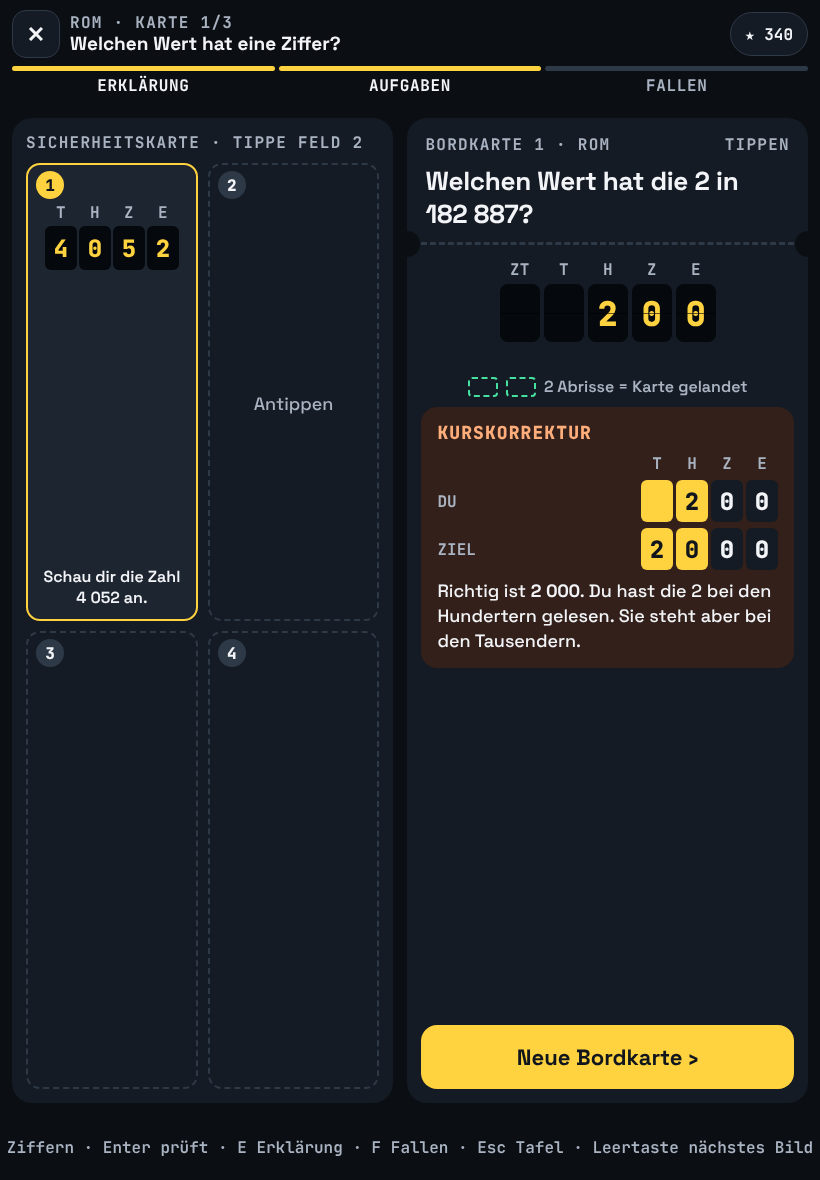 ✕
ROM · KARTE 1/3
Welchen Wert hat eine Ziffer?
★ 340
ERKLÄRUNG
AUFGABEN
FALLEN
SICHERHEITSKARTE · TIPPE FELD 2
1
T H Z E
4 0 5 2
Schau dir die Zahl
4 052 an.
2
Antippen
3
4
BORDKARTE 1 · ROM
TIPPEN
Welchen Wert hat die 2 in
182 887?
ZT T H Z E
2 0 0
2 Abrisse = Karte gelandet
KURSKORREKTUR
T H Z E
DU 2 0 0
ZIEL 2 0 0 0
Richtig ist 2 000. Du hast die 2 bei den
Hundertern gelesen. Sie steht aber bei
den Tausendern.
Neue Bordkarte >
Ziffern · Enter prüft · E Erklärung · F Fallen · Esc Tafel · Leertaste nächstes Bild